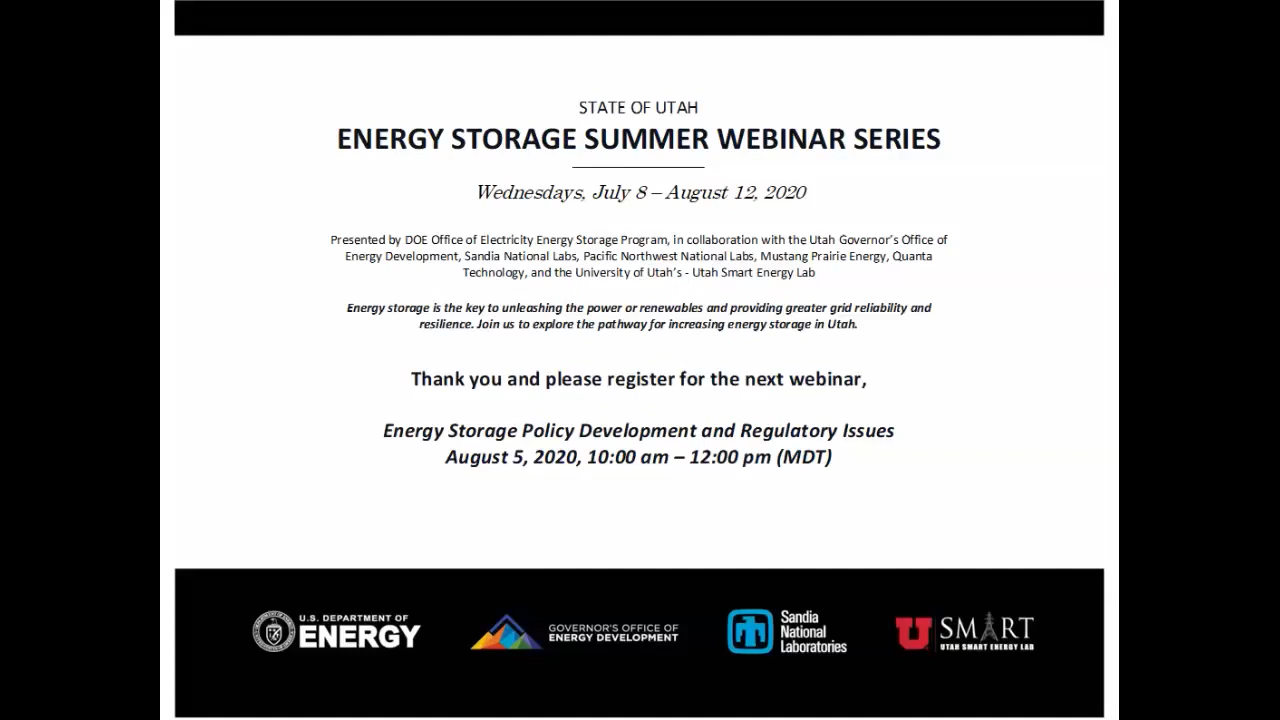 STATE OF UTAH
ENERGY STORAGE SUMMER WEBINAR SERIES
Wednesdays, July 8 – August 12, 2020
Presented by DOE Office of Electricity Energy Storage Program, in collaboration with the Utah Governor's Office of
Energy Development, Sandia National Labs, Pacific Northwest National Labs, Mustang Prairie Energy, Quanta
Technology, and the University of Utah's - Utah Smart Energy Lab
Energy storage is the key to unleashing the power or renewables and providing greater grid reliability and
resilience. Join us to explore the pathway for increasing energy storage in Utah.
Thank you and please register for the next webinar,
Energy Storage Policy Development and Regulatory Issues
August 5, 2020, 10:00 am – 12:00 pm (MDT)
U.S. DEPARTMENT OF
ENERGY
GOVERNOR'S OFFICE OF
ENERGY DEVELOPMENT
Sandia
National
Laboratories
U SMART
UTAH SMART ENERGY LAB